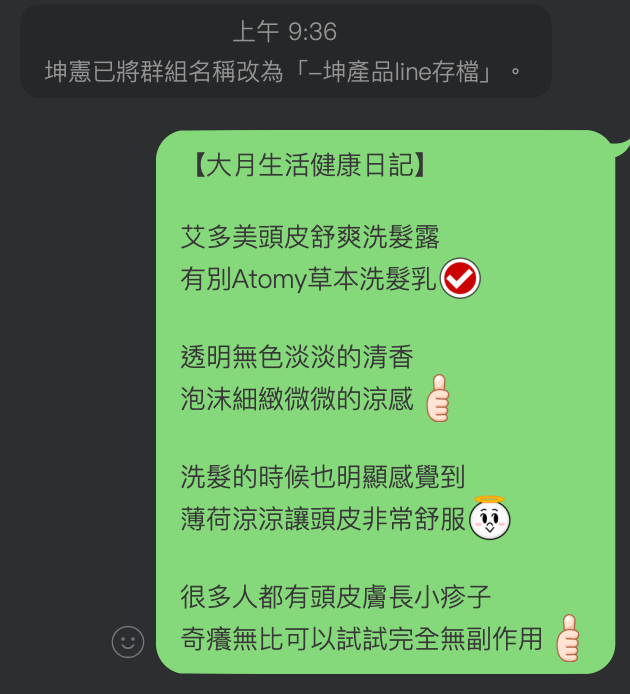 上午 9:36
坤憲已將群組名稱改為「–坤產品line存檔」。
【大月生活健康日記】
艾多美頭皮舒爽洗髮露
有別Atomy草本洗髮乳
透明無色淡淡的清香
泡沫細緻微微的涼感
洗髮的時候也明顯感覺到
薄荷涼涼讓頭皮非常舒服
很多人都有頭皮膚長小疹子
奇癢無比可以試試完全無副作用